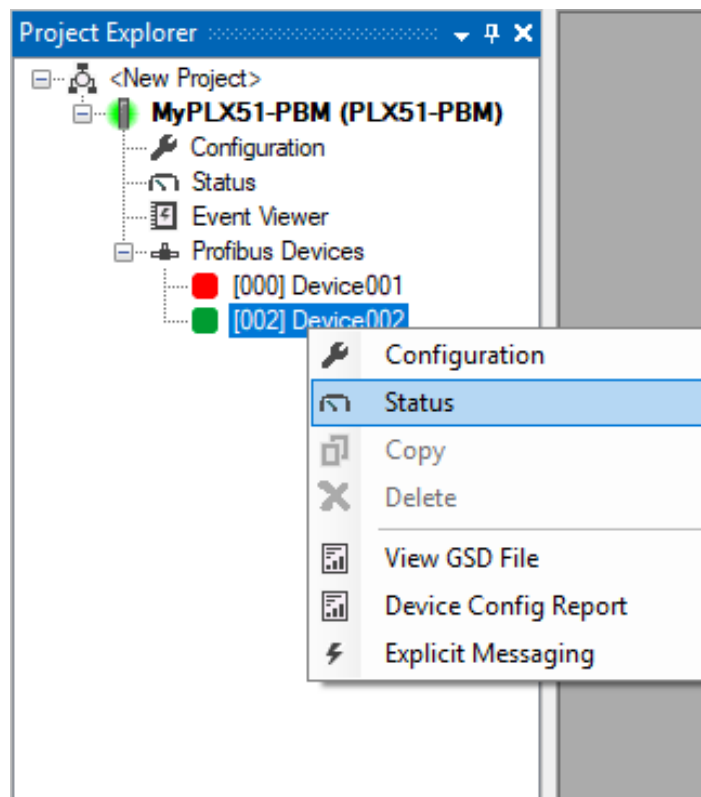 Project Explorer
<New Project>
MyPLX51-PBM (PLX51-PBM)
Configuration
Status
Event Viewer
Profibus Devices
[000] Device001
[002] Device002
Configuration
Status
Copy
Delete
View GSD File
Device Config Report
Explicit Messaging